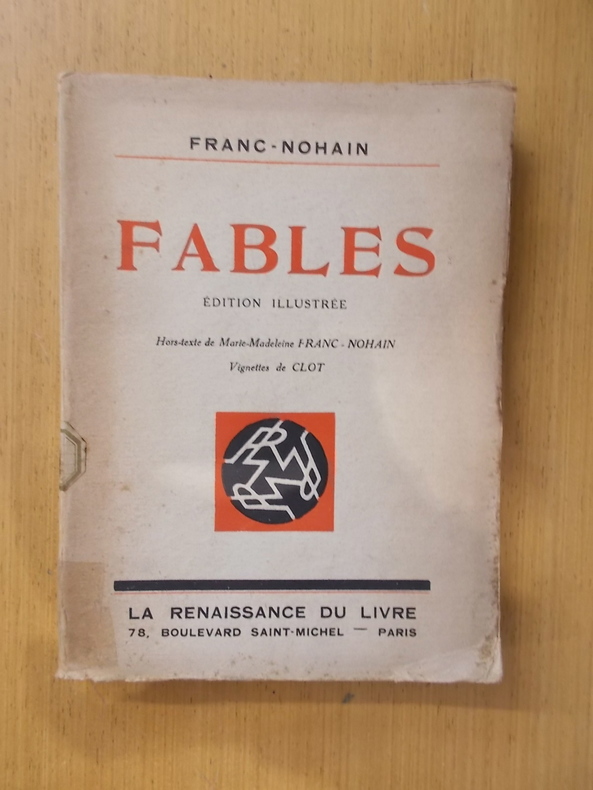 FRANC-NOHAIN
FABLES
ÉDITION ILLUSTRÉE
Hors-texte de Marie-Madeleine FRANC - NOHAIN
Vignettes de CLOT
LA RENAISSANCE DU LIVRE
78, BOULEVARD SAINT-MICHEL — PARIS